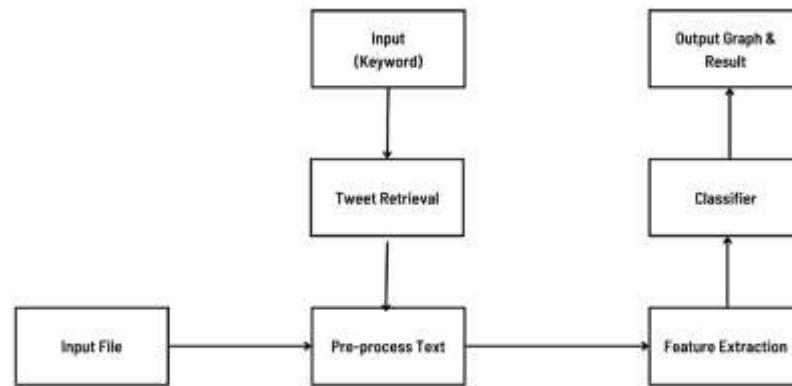 Input
(Keyword)
Output Graph &
Result
Tweet Retrieval
Classifier
Input File
Pre-process Text
Feature Extraction